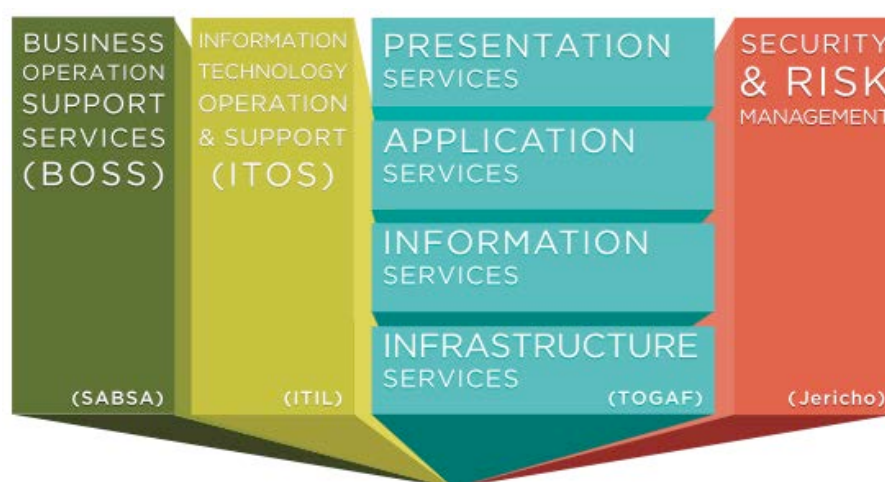 BUSINESS
OPERATION
SUPPORT
SERVICES
(BOSS)
(SABSA)
INFORMATION
TECHNOLOGY
OPERATION
& SUPPORT
(ITOS)
(ITIL)
PRESENTATION
SERVICES
APPLICATION
SERVICES
INFORMATION
SERVICES
INFRASTRUCTURE
SERVICES
(TOGAF)
SECURITY
& RISK
MANAGEMENT
(Jericho)